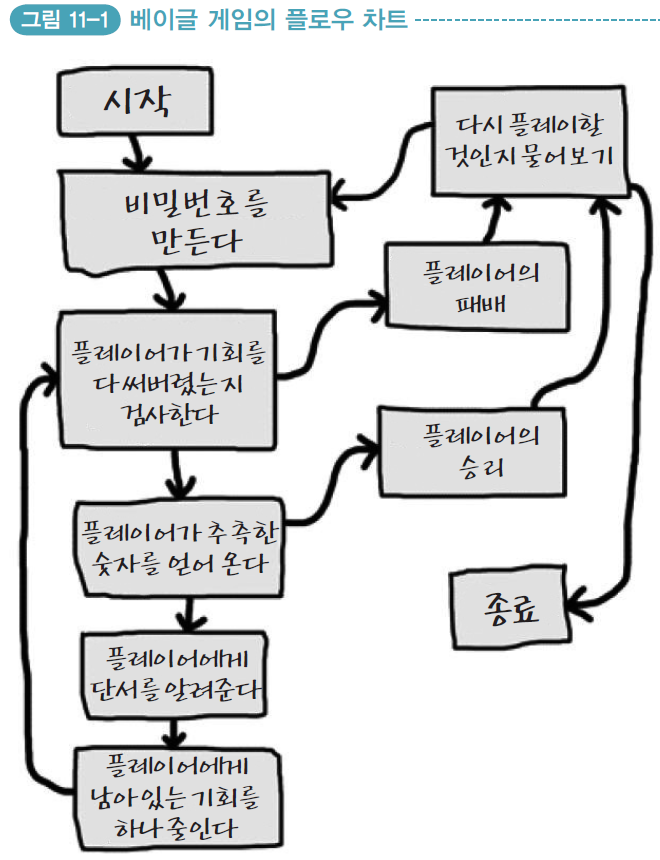 그림 11-1 베이글 게임의 플로우 차트
시작
비밀번호를
만든다
플레이어가 기회를
다 써버렸는지
검사한다
플레이어가 추측한
숫자를 얻어 온다
플레이어에게
단서를 알려준다
플레이어에게
남아있는 기회를
하나 줄인다
다시 플레이할
것인지 물어보기
플레이어의
패배
플레이어의
승리
종료